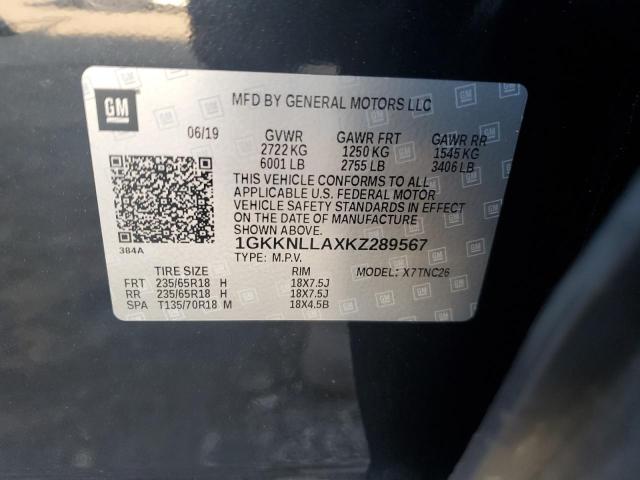 GM
MFD BY GENERAL MOTORS LLC
06/19 GVWR GAWR FRT GAWR RR
2722 KG 1250 KG 1545 KG
6001 LB 2755 LB 3406 LB
THIS VEHICLE CONFORMS TO ALL
APPLICABLE U.S. FEDERAL MOTOR
VEHICLE SAFETY STANDARDS IN EFFECT
ON THE DATE OF MANUFACTURE
SHOWN ABOVE.
1GKKNLLAXKZ289567
384A
TYPE: M.P.V.
TIRE SIZE RIM MODEL: X7TNC26
FRT 235/65R18 H 18X7.5J
RR 235/65R18 H 18X7.5J
SPA T135/70R18 M 18X4.5B